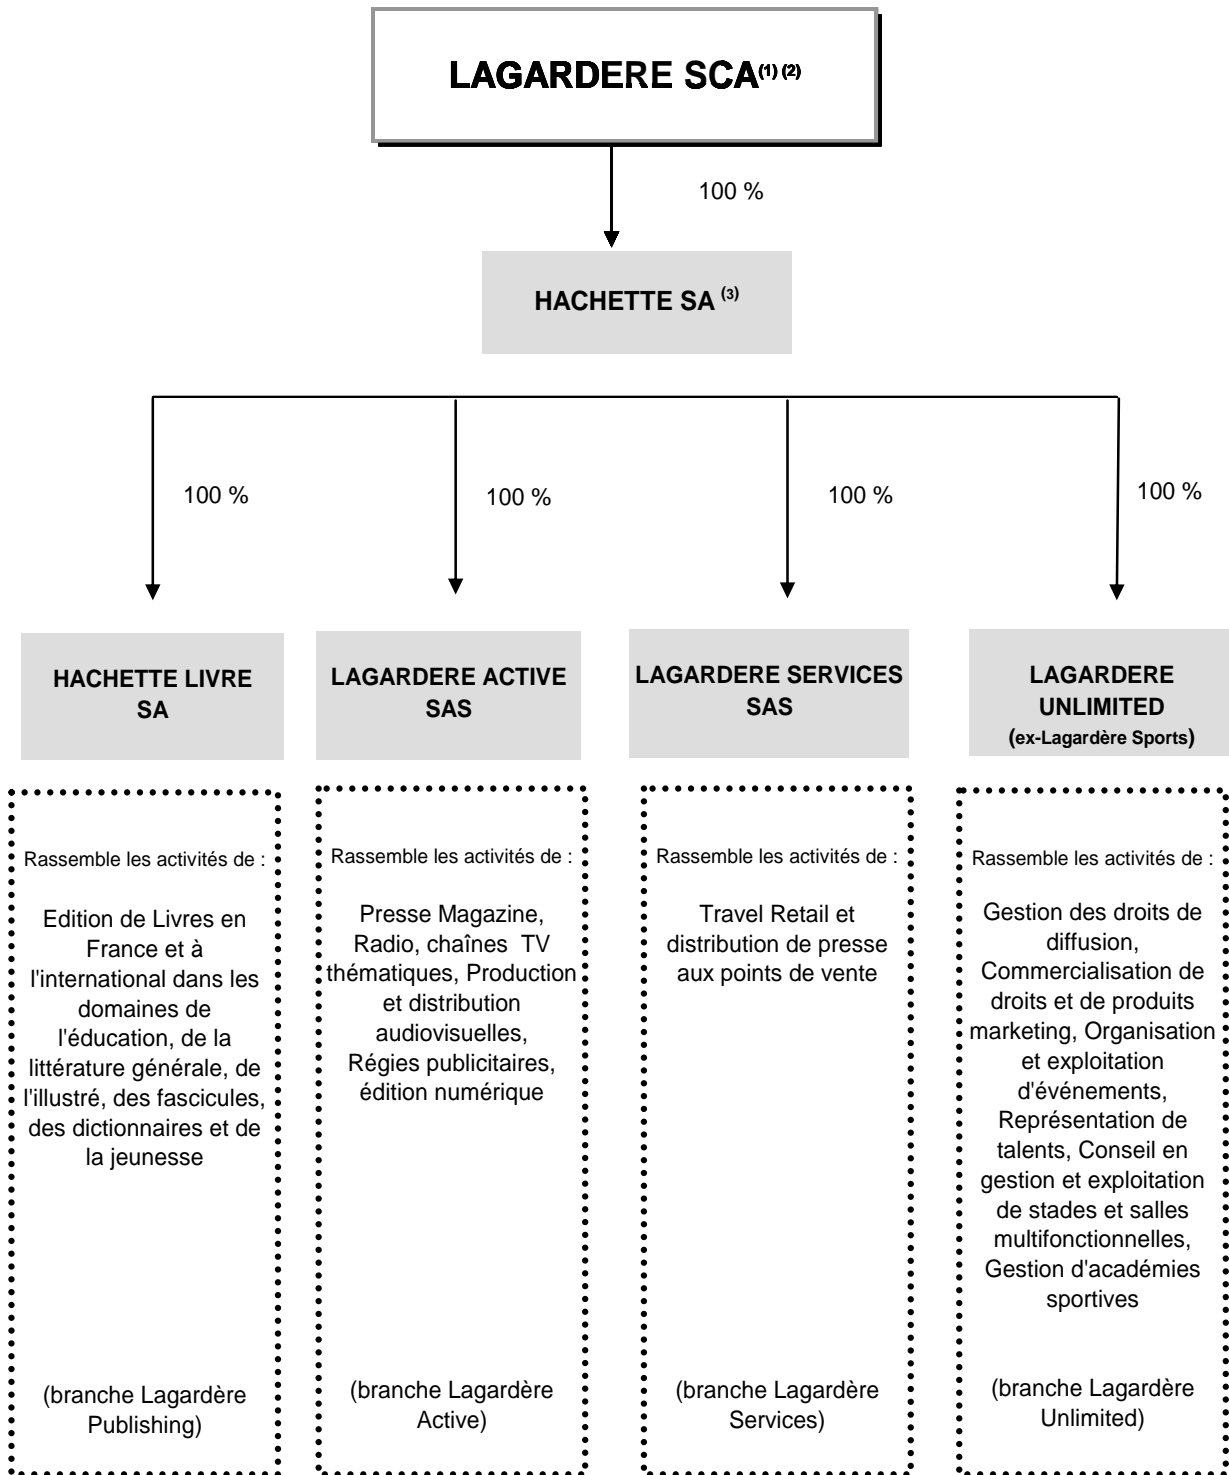 LAGARDERE SCA(1) (2)
100 %
HACHETTE SA (3)
100 %
100 %
100 %
100 %
HACHETTE LIVRE
SA
LAGARDERE ACTIVE
SAS
LAGARDERE SERVICES
SAS
LAGARDERE
UNLIMITED
(ex-Lagardère Sports)
Rassemble les activités de :
Edition de Livres en
France et à
l'international dans les
domaines de
l'éducation, de la
littérature générale, de
l'illustré, des fascicules,
des dictionnaires et de
la jeunesse
(branche Lagardère
Publishing)
Rassemble les activités de :
Presse Magazine,
Radio, chaînes TV
thématiques, Production
et distribution
audiovisuelles,
Régies publicitaires,
édition numérique
(branche Lagardère
Active)
Rassemble les activités de :
Travel Retail et
distribution de presse
aux points de vente
(branche Lagardère
Services)
Rassemble les activités de :
Gestion des droits de
diffusion,
Commercialisation de
droits et de produits
marketing, Organisation
et exploitation
d'événements,
Représentation de
talents, Conseil en
gestion et exploitation
de stades et salles
multifonctionnelles,
Gestion d'académies
sportives
(branche Lagardère
Unlimited)